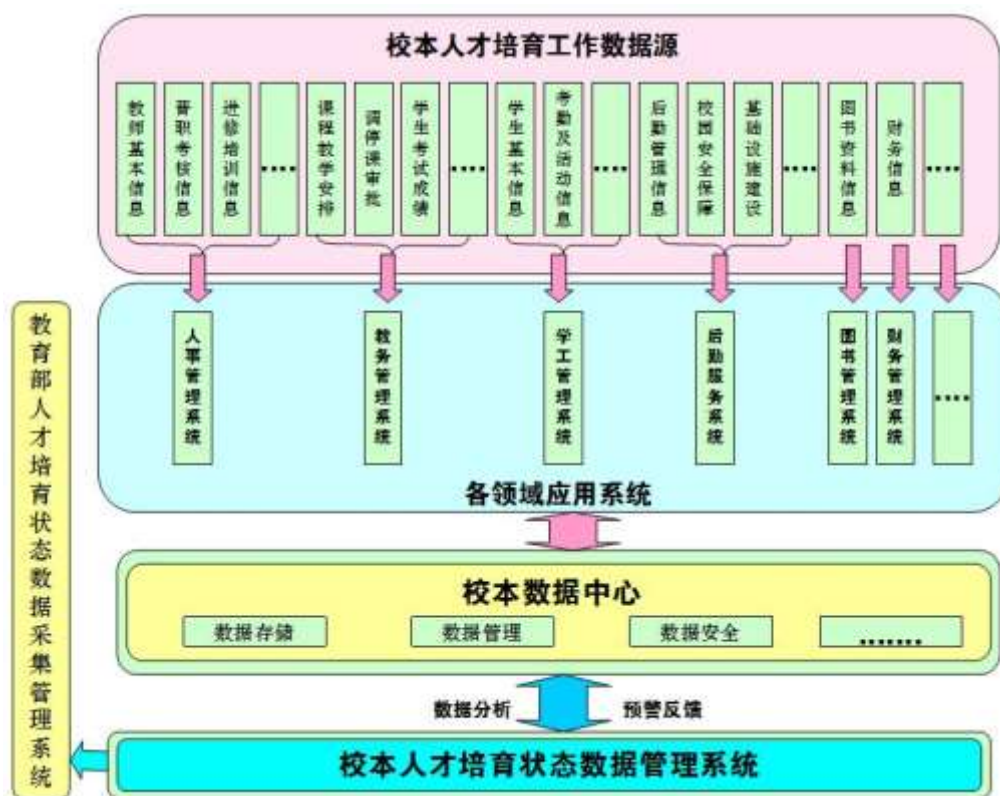 校本人才培育工作数据源
教师基本信息
晋职考核信息
进修培训信息
....
课程教学安排
调停课审批
学生考试成绩
....
学生基本信息
考勤及活动信息
....
后勤管理信息
校园安全保障
基础设施建设
....
图书资料信息
财务信息
....
人事管理系统
教务管理系统
学工管理系统
后勤服务系统
图书管理系统
财务管理系统
....
各领域应用系统
教育部人才培育状态数据采集管理系统
校本数据中心
数据存储
数据管理
数据安全
.......
数据分析
预警反馈
校本人才培育状态数据管理系统